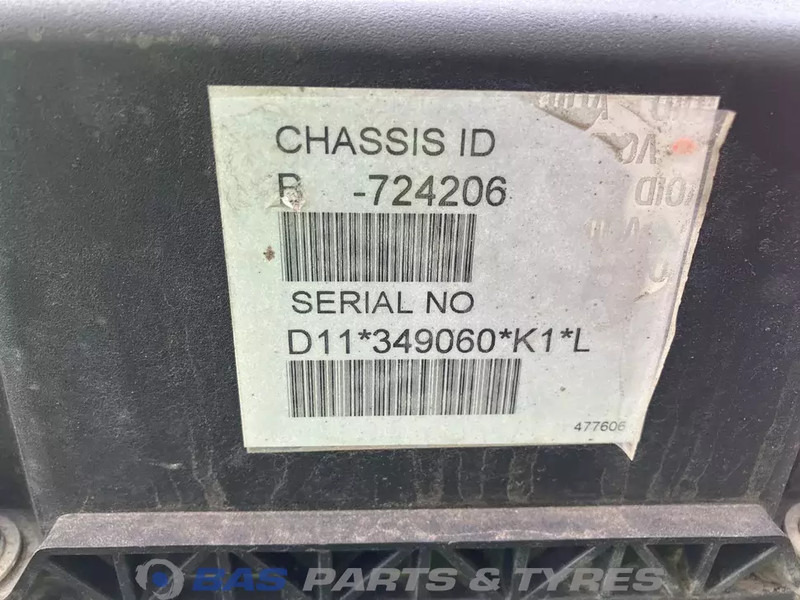 CHASSIS ID
B -724206
SERIAL NO
D11*349060*K1*L
477606
BAS PARTS & TYRES